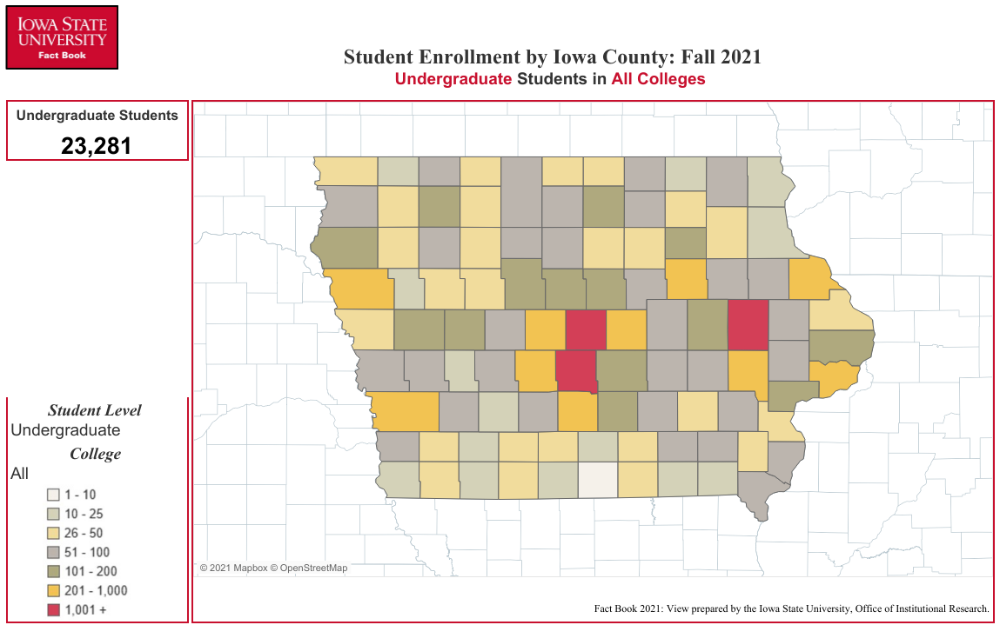 IOWA STATE
UNIVERSITY
Fact Book
Student Enrollment by Iowa County: Fall 2021
Undergraduate Students in All Colleges
Undergraduate Students
23,281
Student Level
Undergraduate
College
All
1 - 10
10 - 25
26 - 50
51 - 100
101 - 200
201 - 1,000
1,001 +
© 2021 Mapbox © OpenStreetMap
Fact Book 2021: View prepared by the Iowa State University, Office of Institutional Research.